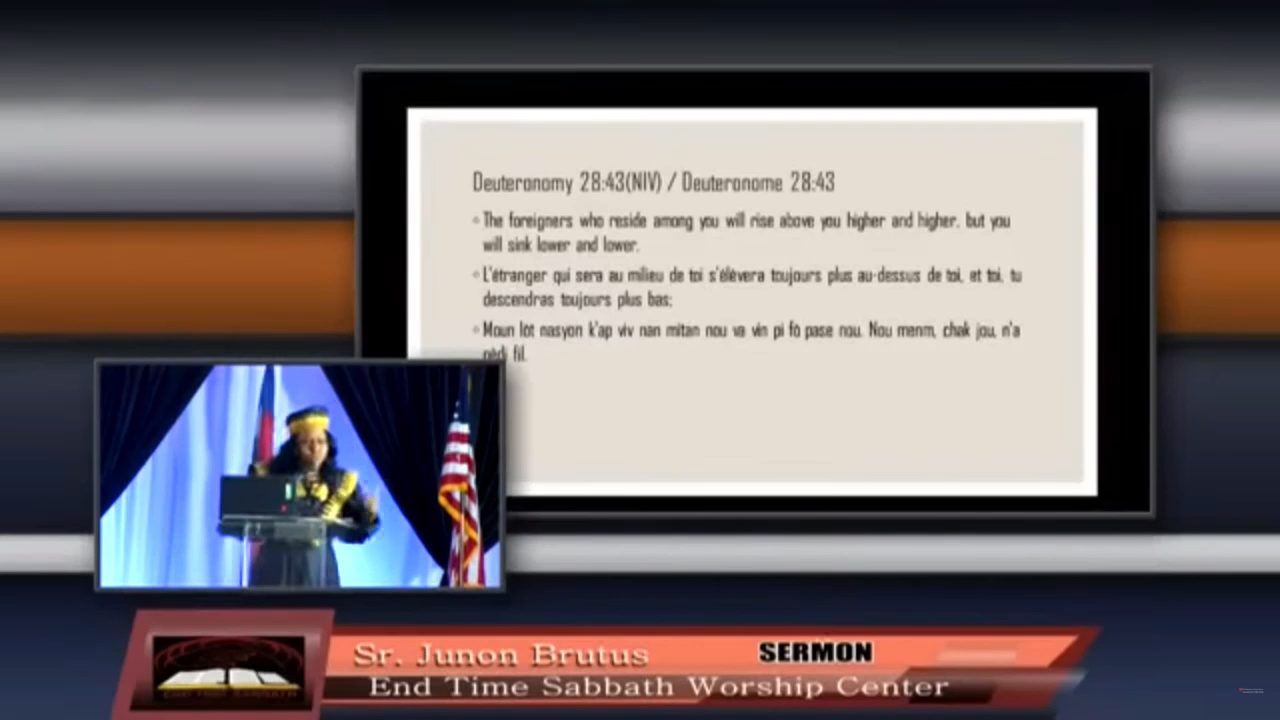 Deuteronomy 28:43(NIV) / Deuteronome 28:43
The foreigners who reside among you will rise above you higher and higher, but you
will sink lower and lower.
L'étranger qui sera au milieu de toi s'élèvera toujours plus au-dessus de toi, et toi, tu
descendras toujours plus bas;
Moun lòt nasyon k'ap viv nan mitan nou va vin pi fò pase nou. Nou menm, chak jou, n'a
pèdi fil.
Sr. Junon Brutus SERMON
End Time Sabbath Worship Center